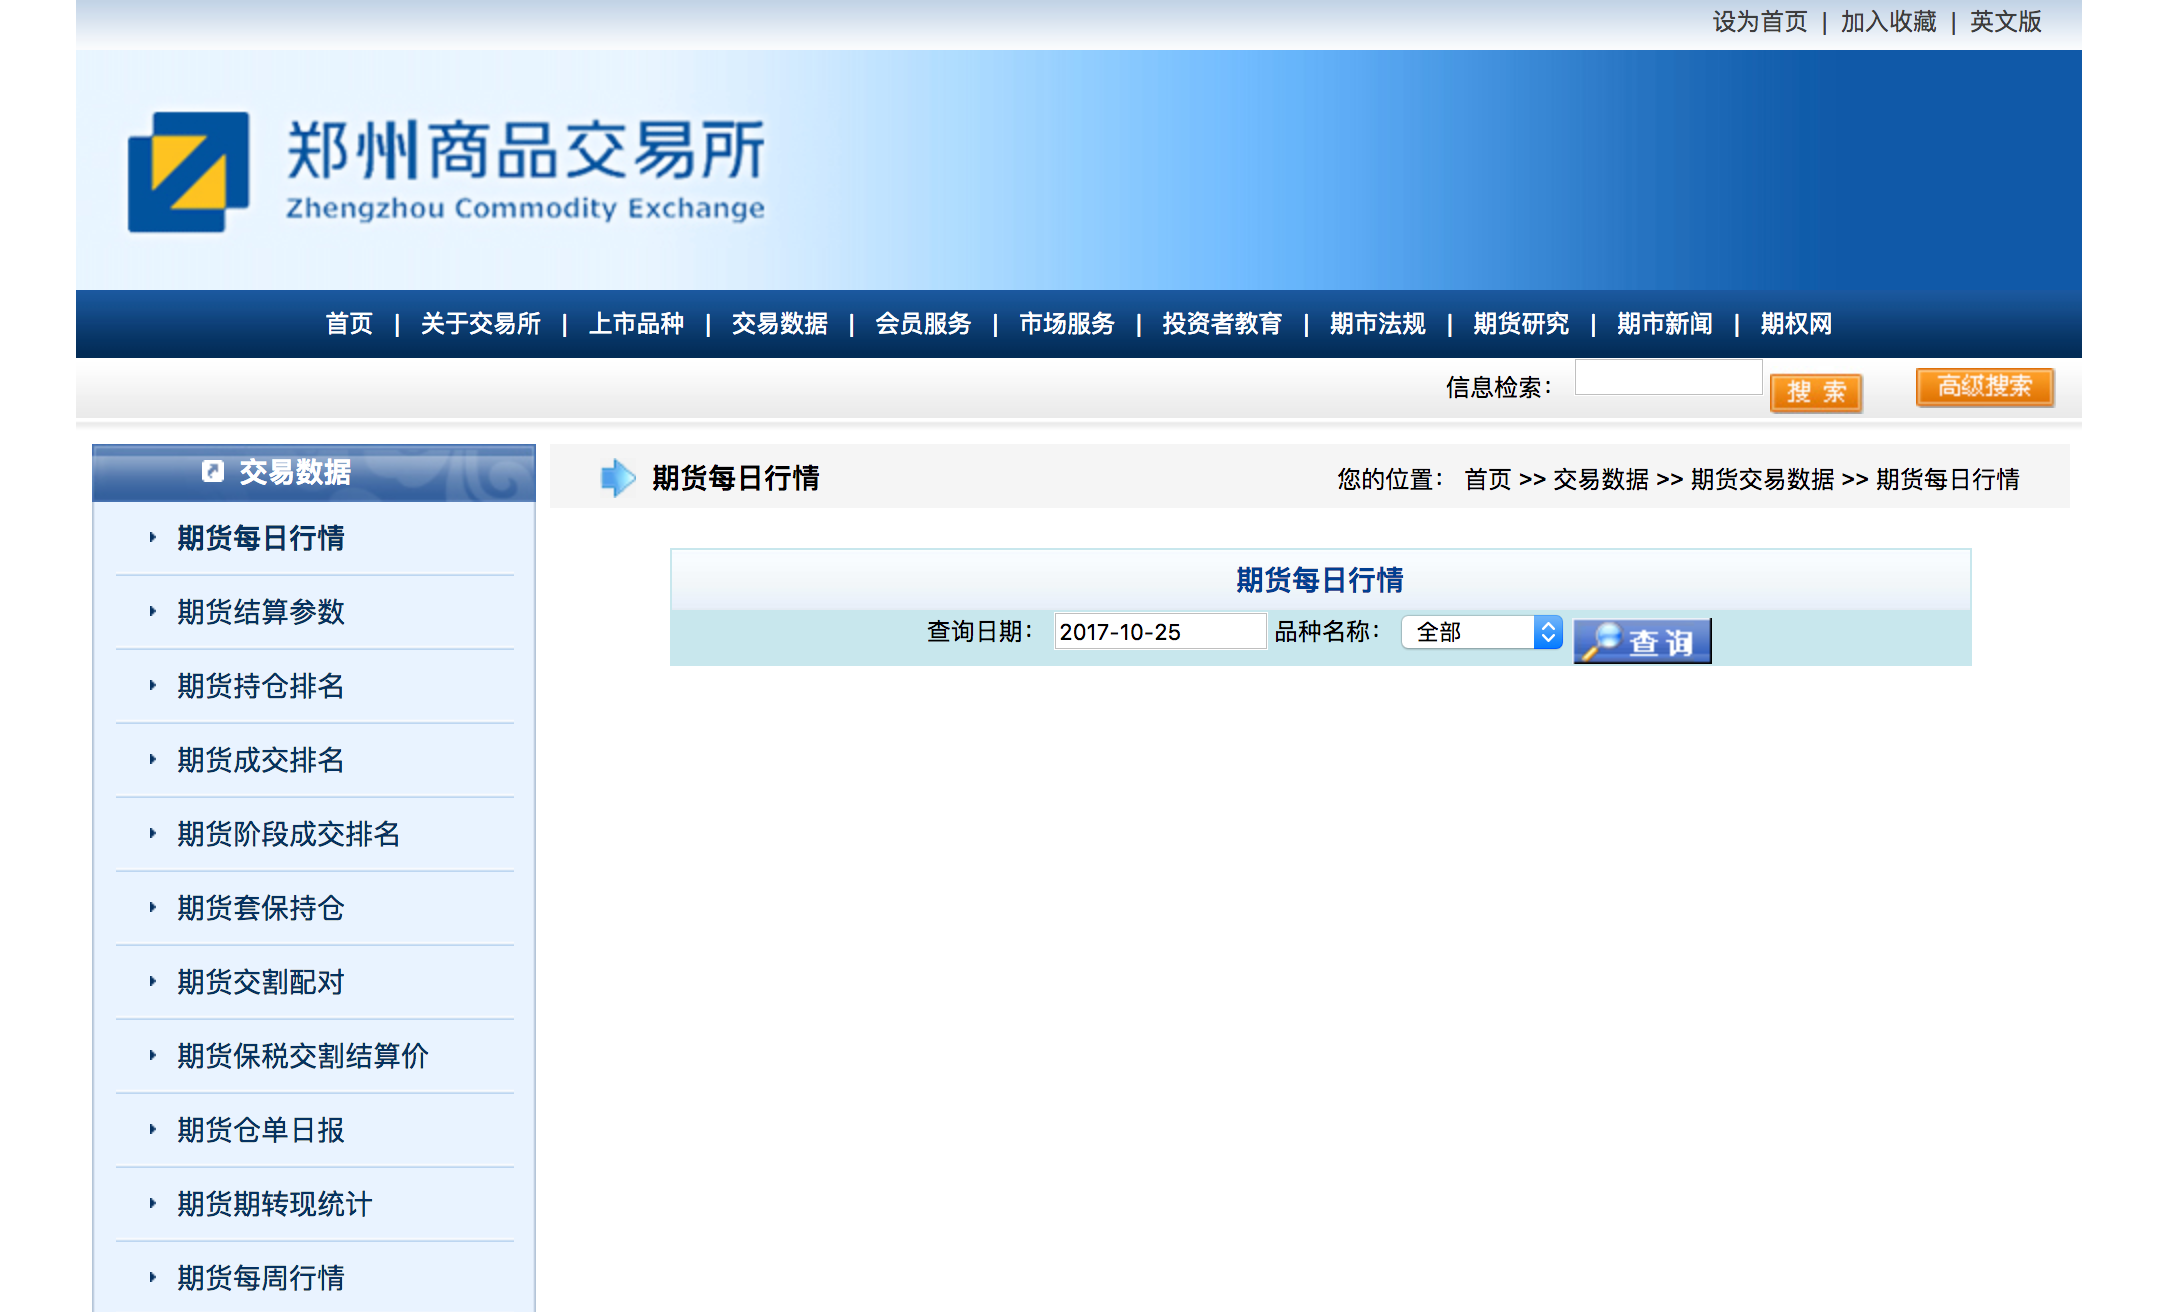 设为首页 | 加入收藏 | 英文版
郑州商品交易所
Zhengzhou Commodity Exchange
首页 | 关于交易所 | 上市品种 | 交易数据 | 会员服务 | 市场服务 | 投资者教育 | 期市法规 | 期货研究 | 期市新闻 | 期权网
信息检索： 搜 索 高级搜索
交易数据
期货每日行情
期货结算参数
期货持仓排名
期货成交排名
期货阶段成交排名
期货套保持仓
期货交割配对
期货保税交割结算价
期货仓单日报
期货期转现统计
期货每周行情
期货每日行情
您的位置： 首页 >> 交易数据 >> 期货交易数据 >> 期货每日行情
期货每日行情
查询日期： 2017-10-25 品种名称： 全部 查 询